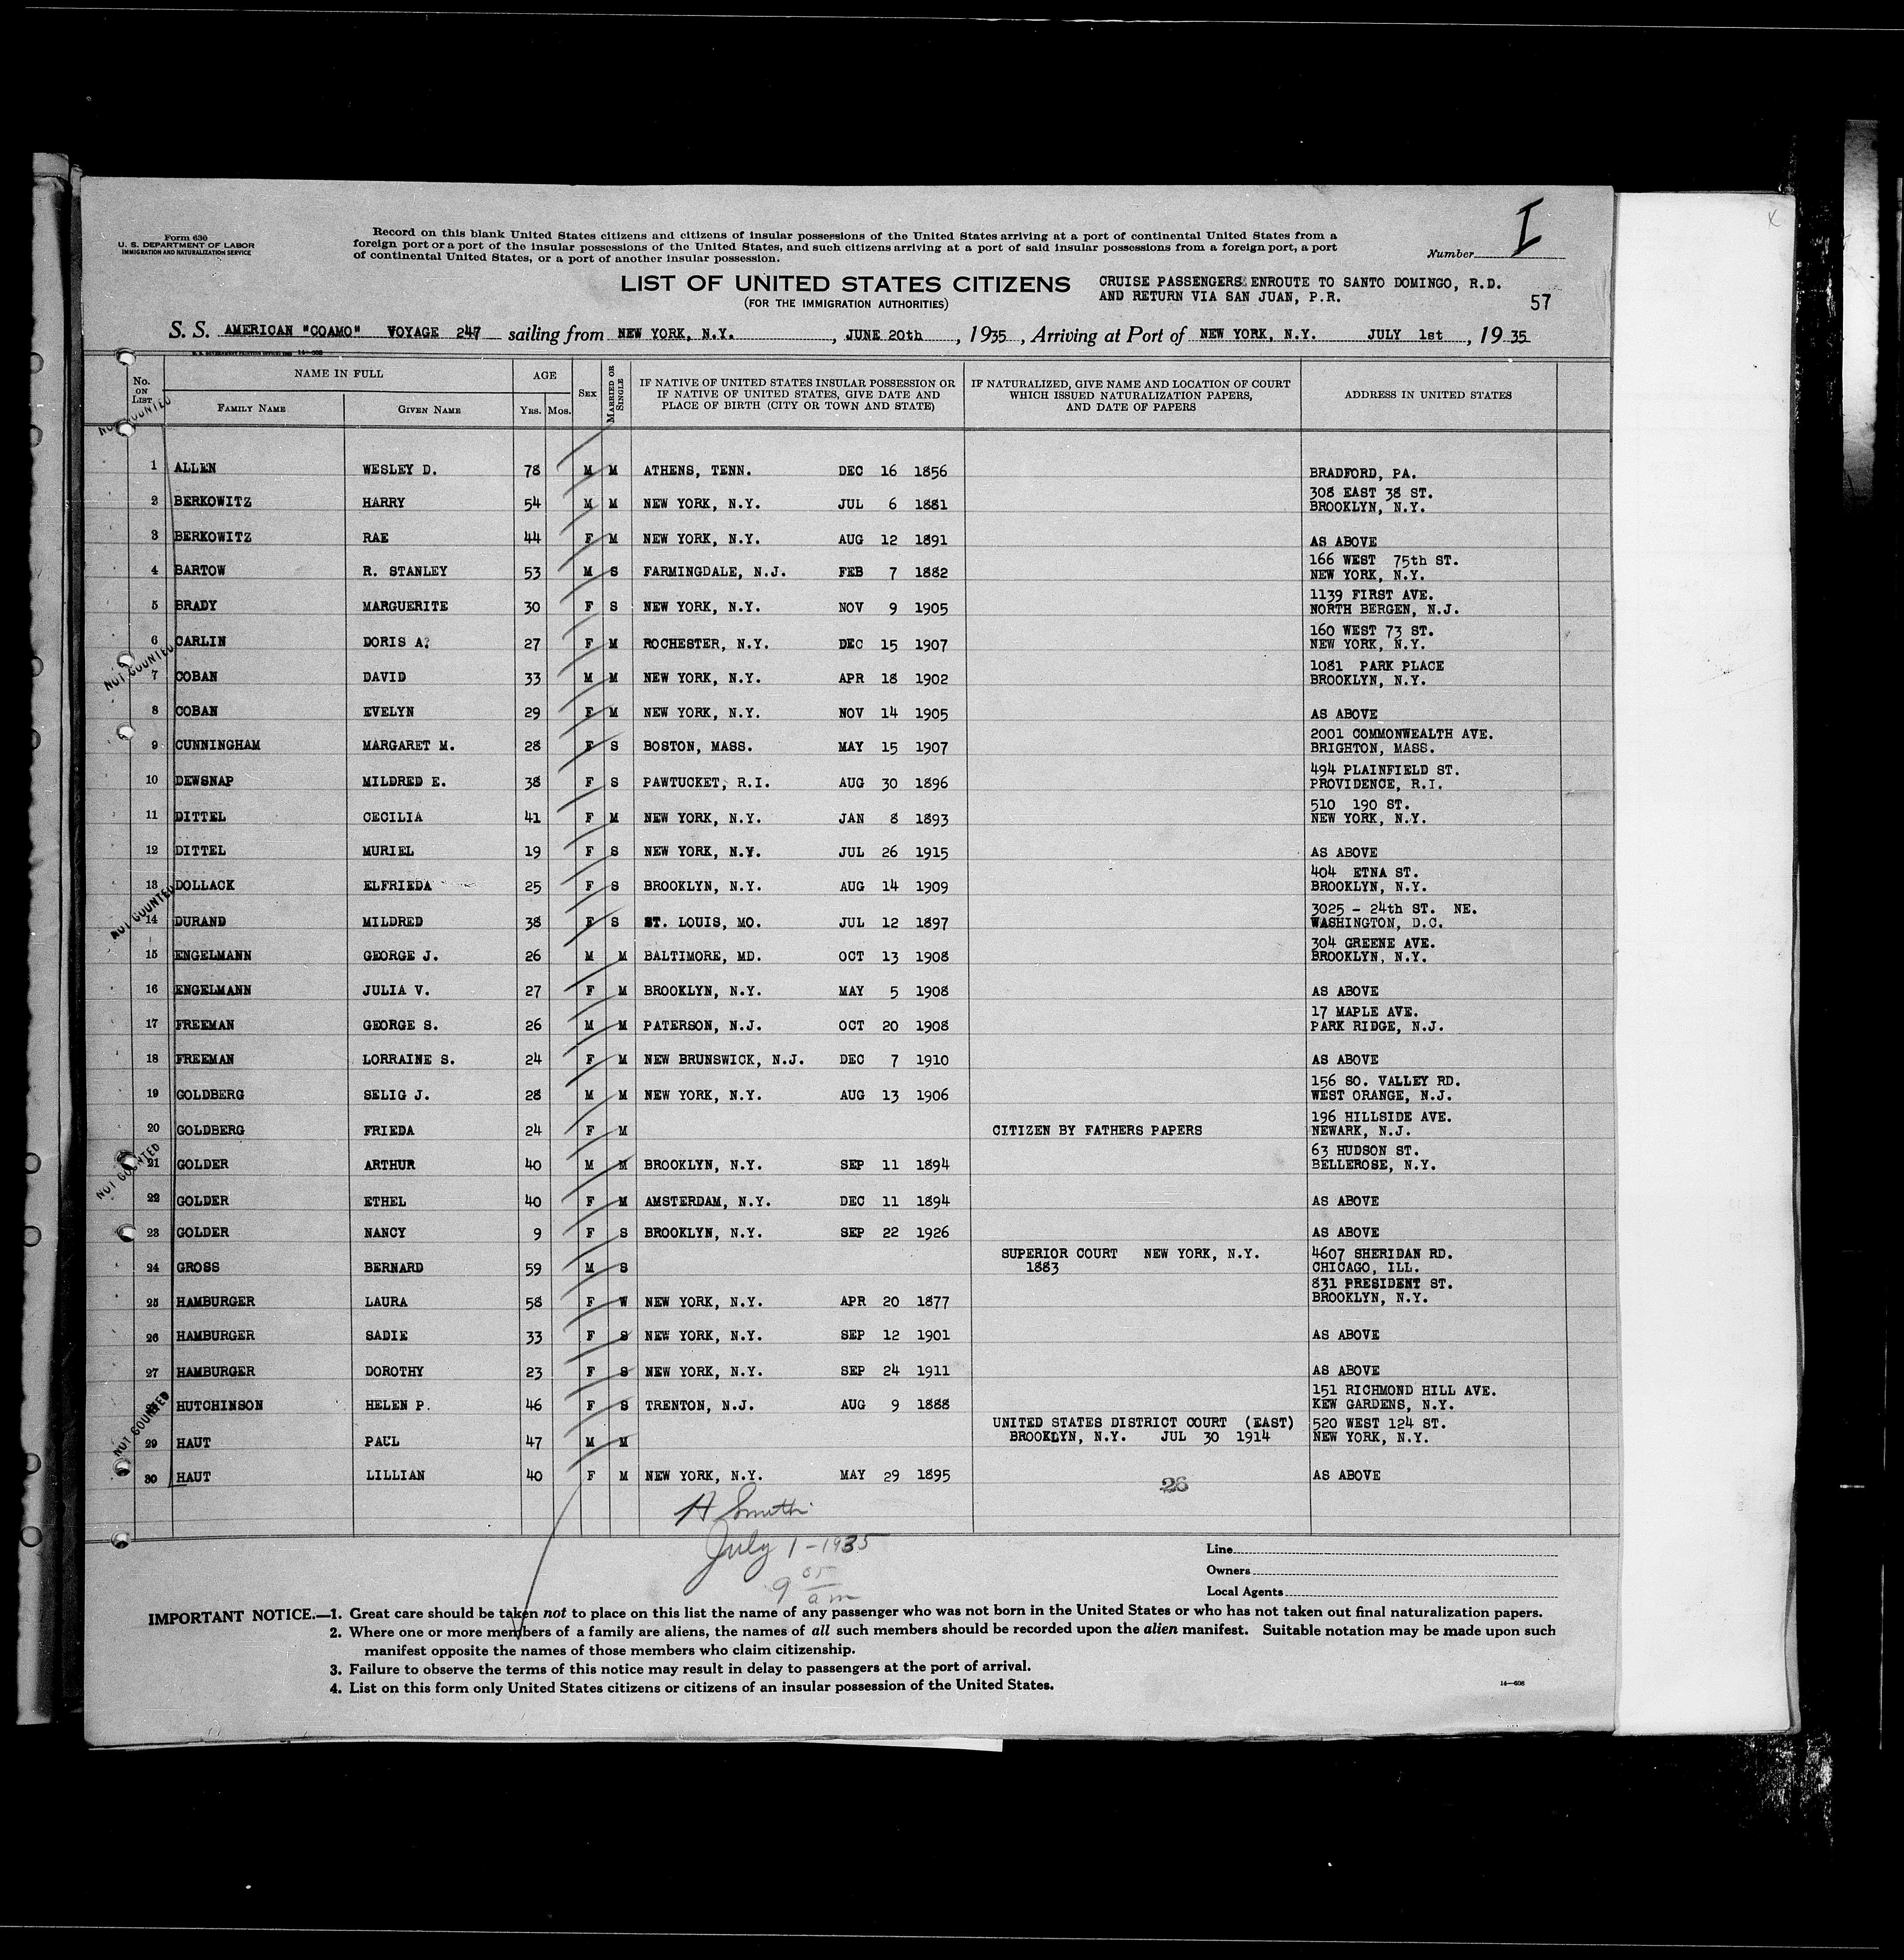 Form 630
U. S. DEPARTMENT OF LABOR
IMMIGRATION AND NATURALIZATION SERVICE
Record on this blank United States citizens and citizens of insular possessions of the United States arriving at a port of continental United States from a
foreign port or a port of the insular possessions of the United States, and such citizens arriving at a port of said insular possessions from a foreign port, a port
of continental United States, or a port of another insular possession.
Number I
LIST OF UNITED STATES CITIZENS
(FOR THE IMMIGRATION AUTHORITIES)
CRUISE PASSENGERS ENROUTE TO SANTO DOMINGO, R.D.
AND RETURN VIA SAN JUAN, P.R.
57
S. S. AMERICAN "COAMO" VOYAGE 247 sailing from NEW YORK, N.Y. , JUNE 20th , 1935 , Arriving at Port of NEW YORK, N.Y. JULY 1st , 19 35
No. ON LIST
NAME IN FULL
FAMILY NAME GIVEN NAME
AGE
YRS. MOS.
SEX
MARRIED OR SINGLE
IF NATIVE OF UNITED STATES INSULAR POSSESSION OR
IF NATIVE OF UNITED STATES, GIVE DATE AND
PLACE OF BIRTH (CITY OR TOWN AND STATE)
IF NATURALIZED, GIVE NAME AND LOCATION OF COURT
WHICH ISSUED NATURALIZATION PAPERS,
AND DATE OF PAPERS
ADDRESS IN UNITED STATES
NOT COUNTED
1 ALLEN WESLEY D. 78 M M ATHENS, TENN. DEC 16 1856 BRADFORD, PA.
2 BERKOWITZ HARRY 54 M M NEW YORK, N.Y. JUL 6 1881 308 EAST 38 ST.
BROOKLYN, N.Y.
3 BERKOWITZ RAE 44 F M NEW YORK, N.Y. AUG 12 1891 AS ABOVE
4 BARTOW R. STANLEY 53 M S FARMINGDALE, N.J. FEB 7 1882 166 WEST 75th ST.
NEW YORK, N.Y.
5 BRADY MARGUERITE 30 F S NEW YORK, N.Y. NOV 9 1905 1139 FIRST AVE.
NORTH BERGEN, N.J.
6 CARLIN DORIS A. 27 F M ROCHESTER, N.Y. DEC 15 1907 160 WEST 73 ST.
NEW YORK, N.Y.
NOT COUNTED
7 COBAN DAVID 33 M M NEW YORK, N.Y. APR 18 1902 1081 PARK PLACE
BROOKLYN, N.Y.
8 COBAN EVELYN 29 F M NEW YORK, N.Y. NOV 14 1905 AS ABOVE
9 CUNNINGHAM MARGARET M. 28 F S BOSTON, MASS. MAY 15 1907 2001 COMMONWEALTH AVE.
BRIGHTON, MASS.
10 DEWSNAP MILDRED E. 38 F S PAWTUCKET, R.I. AUG 30 1896 494 PLAINFIELD ST.
PROVIDENCE, R.I.
11 DITTEL CECILIA 41 F M NEW YORK, N.Y. JAN 8 1893 510 190 ST.
NEW YORK, N.Y.
12 DITTEL MURIEL 19 F S NEW YORK, N.Y. JUL 26 1915 AS ABOVE
13 DOLLACK ELFRIEDA 25 F S BROOKLYN, N.Y. AUG 14 1909 404 ETNA ST.
BROOKLYN, N.Y.
NOT COUNTED
14 DURAND MILDRED 38 F S ST. LOUIS, MO. JUL 12 1897 3025 - 24th ST. NE.
WASHINGTON, D.C.
15 ENGELMANN GEORGE J. 26 M M BALTIMORE, MD. OCT 13 1908 304 GREENE AVE.
BROOKLYN, N.Y.
16 ENGELMANN JULIA V. 27 F M BROOKLYN, N.Y. MAY 5 1908 AS ABOVE
17 FREEMAN GEORGE S. 26 M M PATERSON, N.J. OCT 20 1908 17 MAPLE AVE.
PARK RIDGE, N.J.
18 FREEMAN LORRAINE S. 24 F M NEW BRUNSWICK, N.J. DEC 7 1910 AS ABOVE
19 GOLDBERG SELIG J. 28 M M NEW YORK, N.Y. AUG 13 1906 156 SO. VALLEY RD.
WEST ORANGE, N.J.
20 GOLDBERG FRIEDA 24 F M CITIZEN BY FATHERS PAPERS 196 HILLSIDE AVE.
NEWARK, N.J.
NOT COUNTED
21 GOLDER ARTHUR 40 M M BROOKLYN, N.Y. SEP 11 1894 63 HUDSON ST.
BELLEROSE, N.Y.
22 GOLDER ETHEL 40 F M AMSTERDAM, N.Y. DEC 11 1894 AS ABOVE
23 GOLDER NANCY 9 F S BROOKLYN, N.Y. SEP 22 1926 AS ABOVE
24 GROSS BERNARD 59 M S SUPERIOR COURT NEW YORK, N.Y. 4607 SHERIDAN RD.
1883 CHICAGO, ILL.
25 HAMBURGER LAURA 58 F W NEW YORK, N.Y. APR 20 1877 831 PRESIDENT ST.
BROOKLYN, N.Y.
26 HAMBURGER SADIE 33 F S NEW YORK, N.Y. SEP 12 1901 AS ABOVE
27 HAMBURGER DOROTHY 23 F S NEW YORK, N.Y. SEP 24 1911 AS ABOVE
NOT COUNTED
HUTCHINSON HELEN P. 46 F S TRENTON, N.J. AUG 9 1888 151 RICHMOND HILL AVE.
KEW GARDENS, N.Y.
29 HAUT PAUL 47 M M UNITED STATES DISTRICT COURT (EAST) 520 WEST 124 ST.
BROOKLYN, N.Y. JUL 30 1914 NEW YORK, N.Y.
30 HAUT LILLIAN 40 F M NEW YORK, N.Y. MAY 29 1895 AS ABOVE
26
H Smith
July 1 - 1935
9 05 am
Line
Owners
Local Agents
IMPORTANT NOTICE.—1. Great care should be taken not to place on this list the name of any passenger who was not born in the United States or who has not taken out final naturalization papers.
2. Where one or more members of a family are aliens, the names of all such members should be recorded upon the alien manifest. Suitable notation may be made upon such
manifest opposite the names of those members who claim citizenship.
3. Failure to observe the terms of this notice may result in delay to passengers at the port of arrival.
4. List on this form only United States citizens or citizens of an insular possession of the United States.
14—608